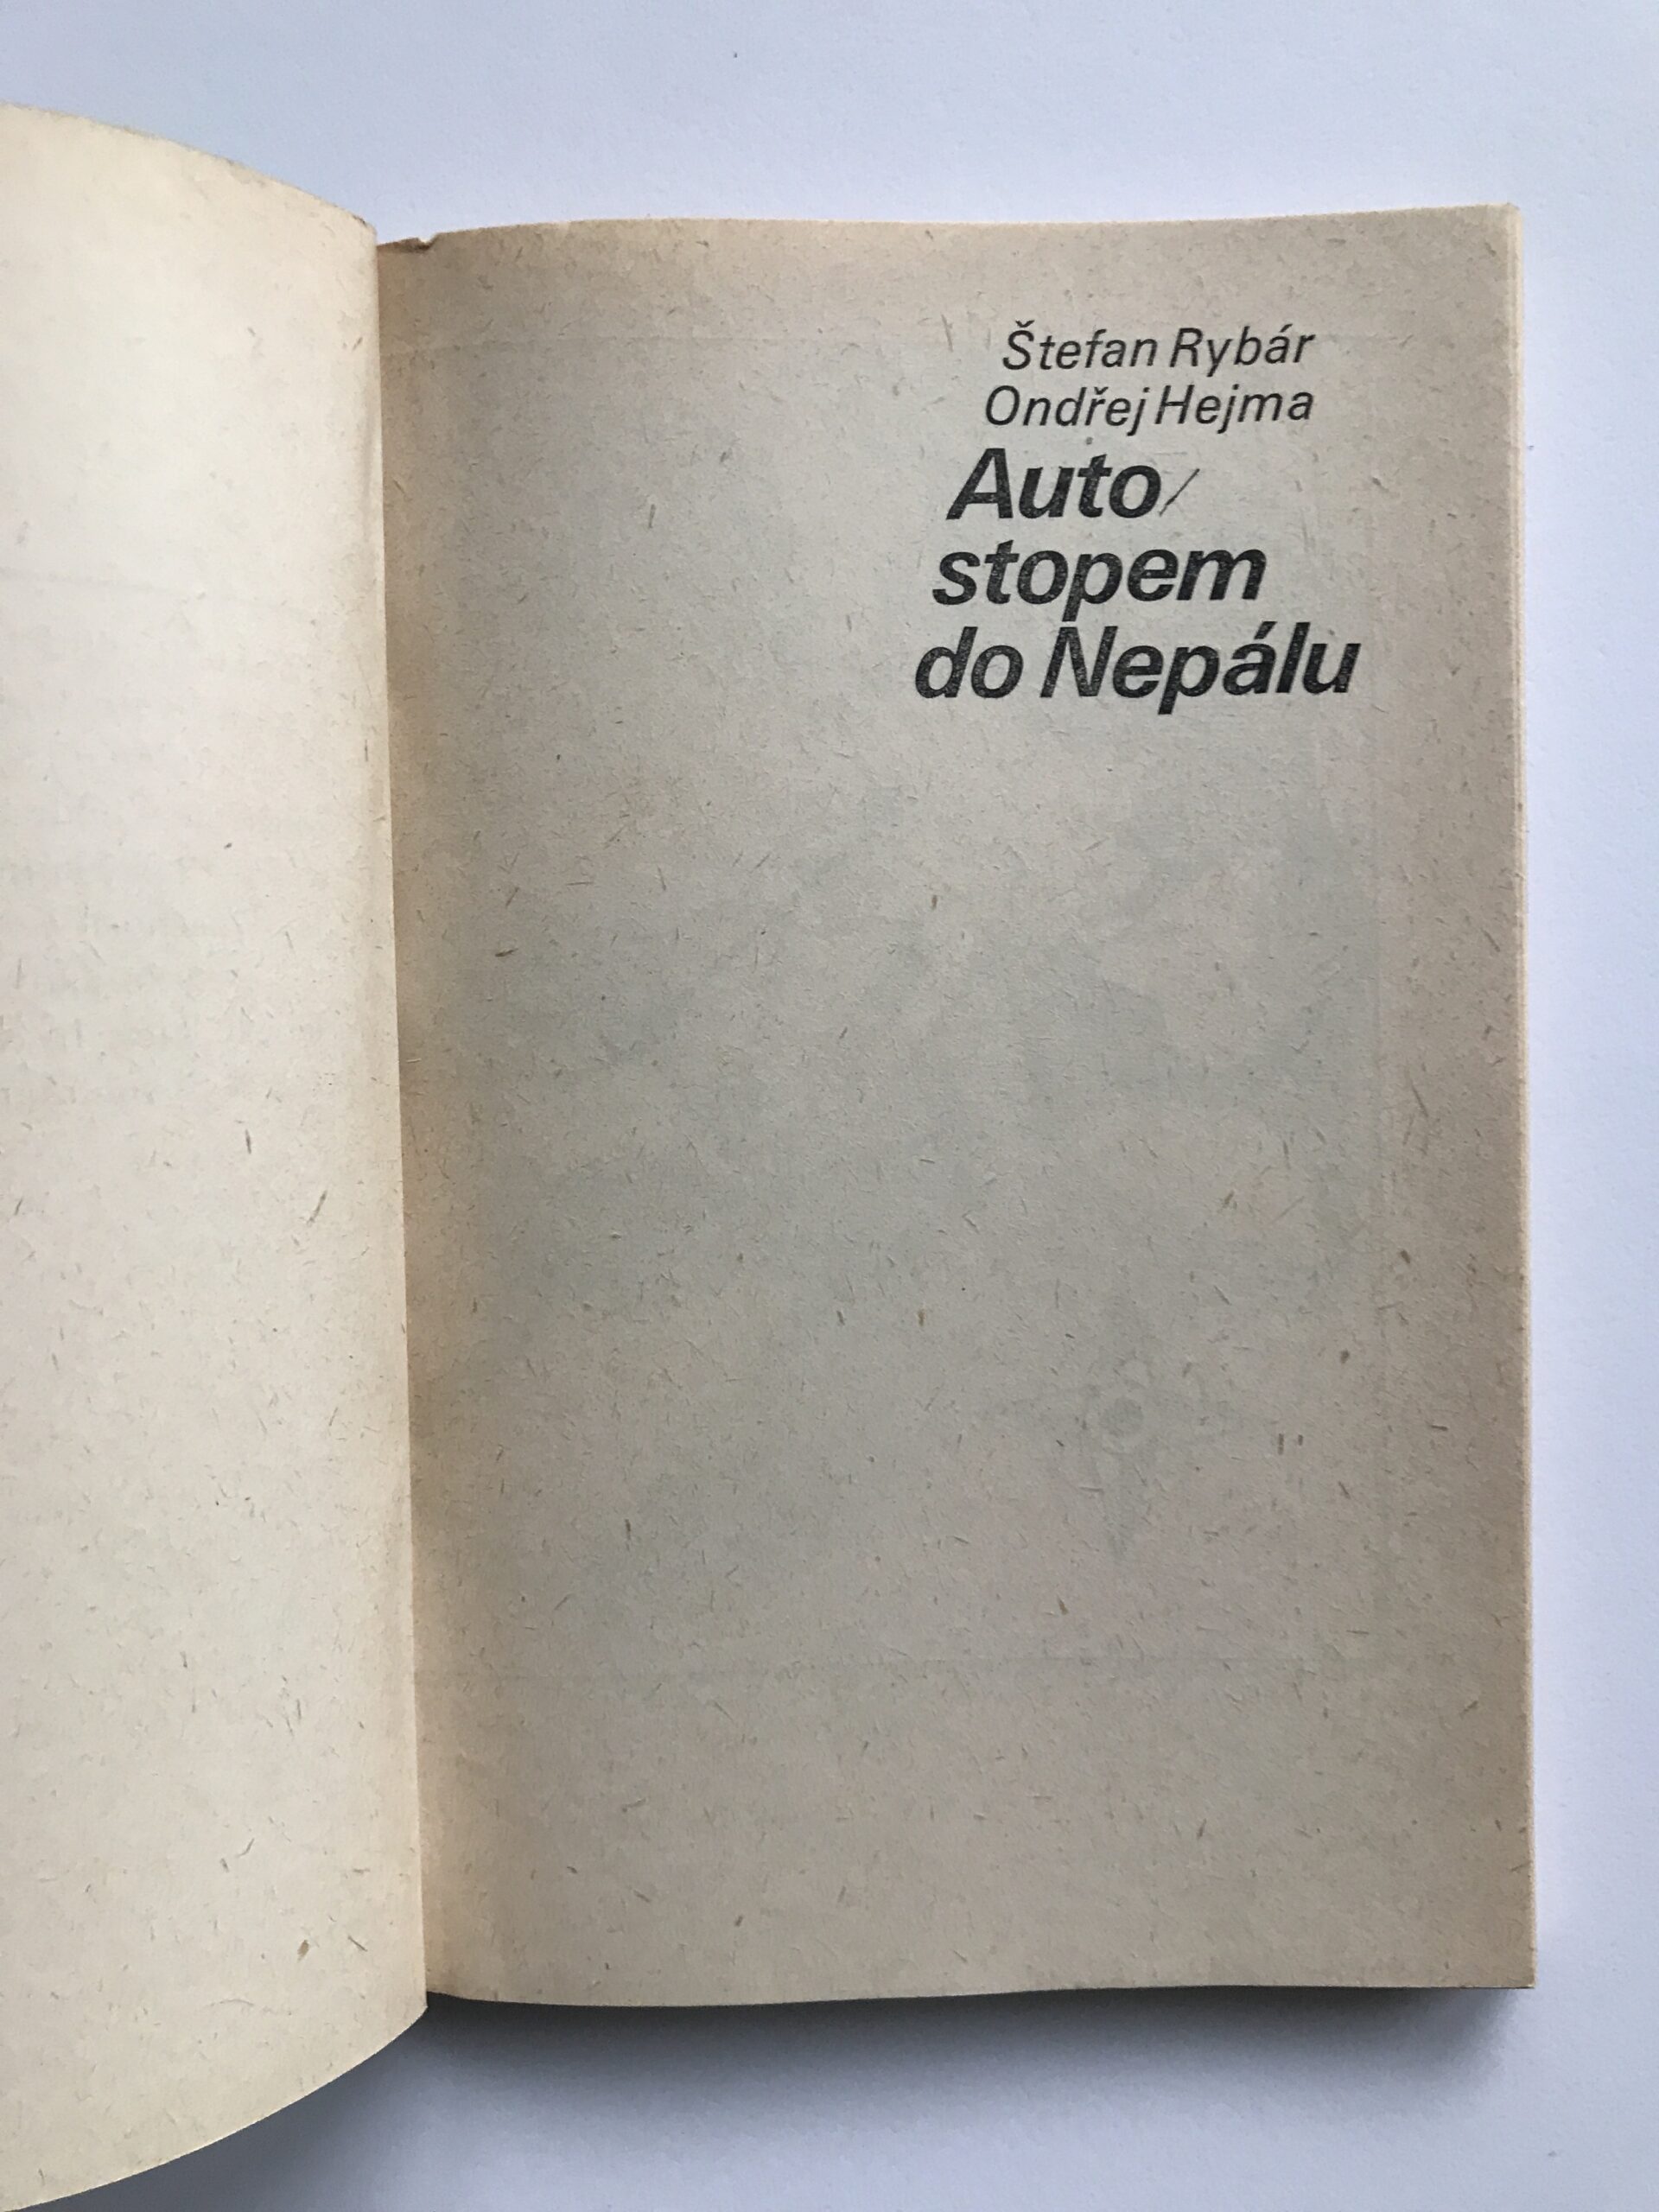 Štefan Rybár
Ondřej Hejma
Auto/
stopem
do Nepálu